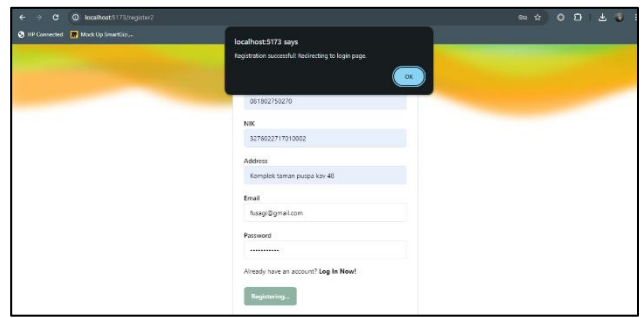 localhost:5173/register2
HP Connected Mock Up SmartGo...
localhost:5173 says
Registration successful! Redirecting to login page.
OK
081802750270
NIK
3276022717010002
Address
Komplek taman puspa kav 48
Email
fusagi@gmail.com
Password
Already have an account? Log In Now!
Registering...